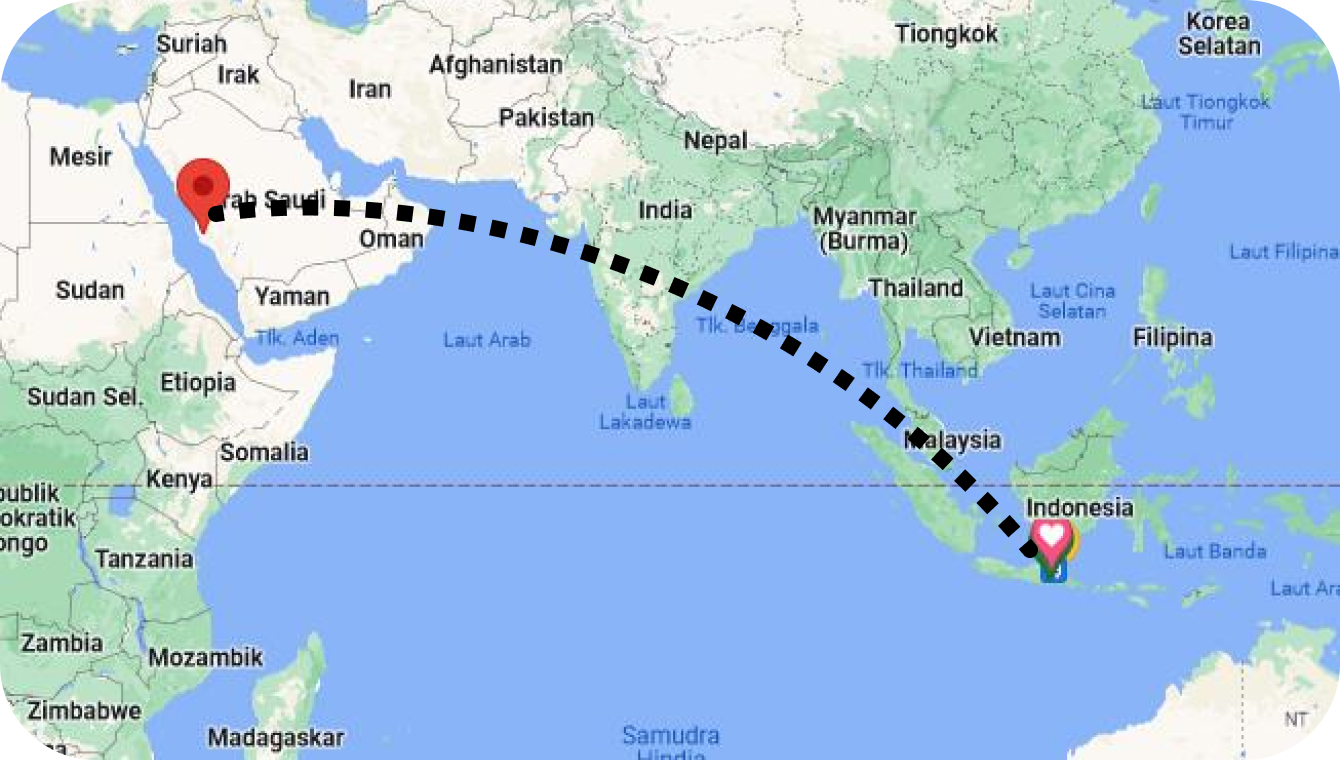 Suriah
Irak
Iran
Afghanistan
Pakistan
Tiongkok
Korea
Selatan
Laut Tiongkok
Timur
Mesir
Nepal
rab Saudi
Oman
India
Myanmar
(Burma)
Laut Filipina
Sudan
Yaman
Thailand
Laut Cina
Selatan
Tlk. Aden
Laut Arab
Tlk. Benggala
Vietnam
Filipina
Sudan Sel.
Etiopia
Tlk. Thailand
Laut
Lakadewa
Somalia
Malaysia
Kenya
publik
okratik
ongo
Indonesia
Tanzania
Laut Banda
Laut Ara
Zambia
Mozambik
Zimbabwe
Madagaskar
Samudra
Hindia
NT